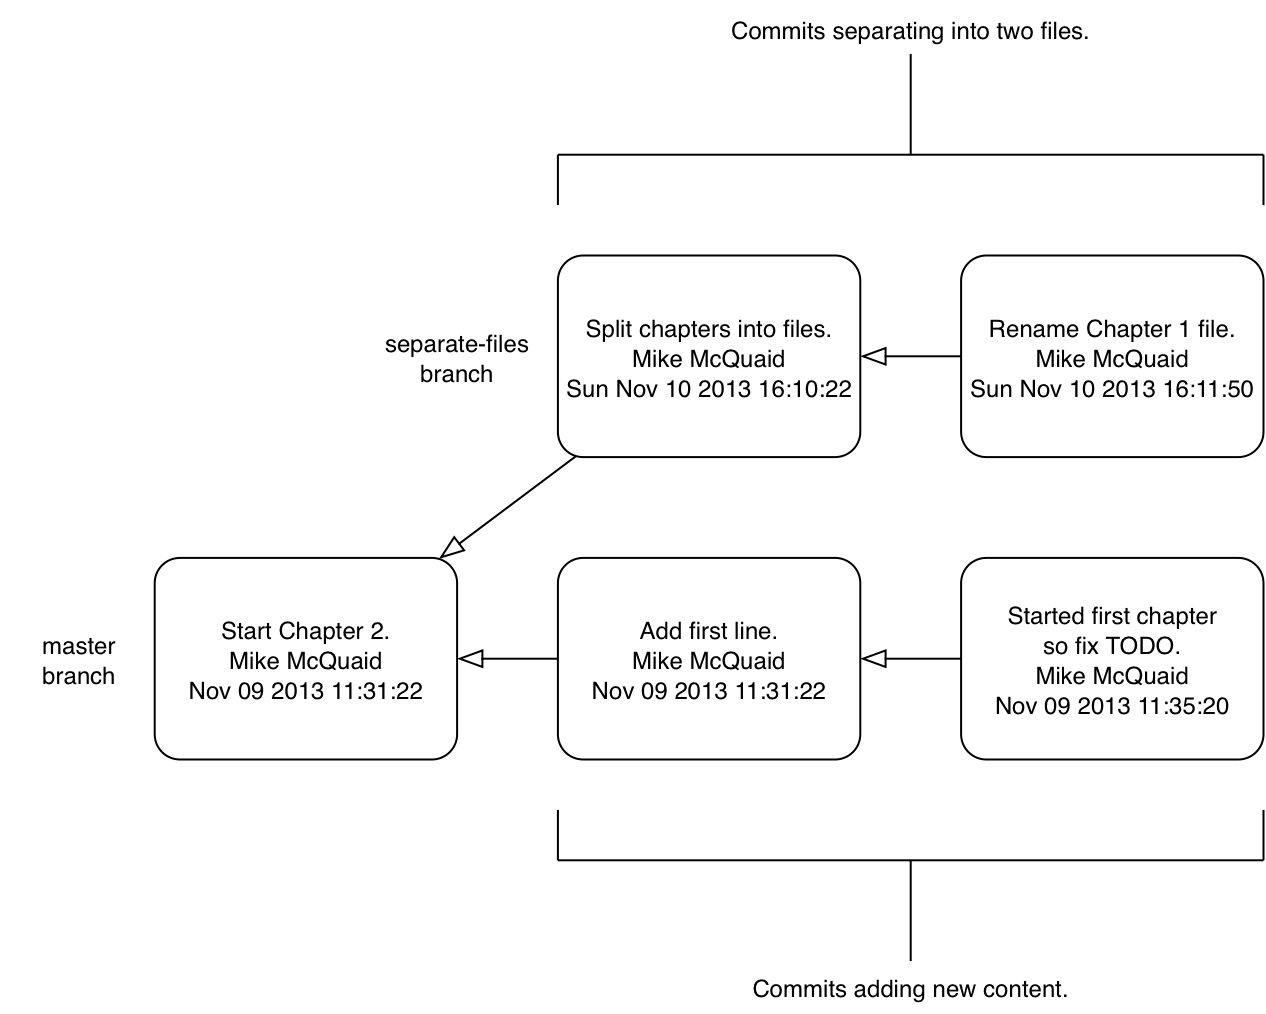 Commits separating into two files.
separate-files
branch
Split chapters into files.
Mike McQuaid
Sun Nov 10 2013 16:10:22
Rename Chapter 1 file.
Mike McQuaid
Sun Nov 10 2013 16:11:50
master
branch
Start Chapter 2.
Mike McQuaid
Nov 09 2013 11:31:22
Add first line.
Mike McQuaid
Nov 09 2013 11:31:22
Started first chapter
so fix TODO.
Mike McQuaid
Nov 09 2013 11:35:20
Commits adding new content.